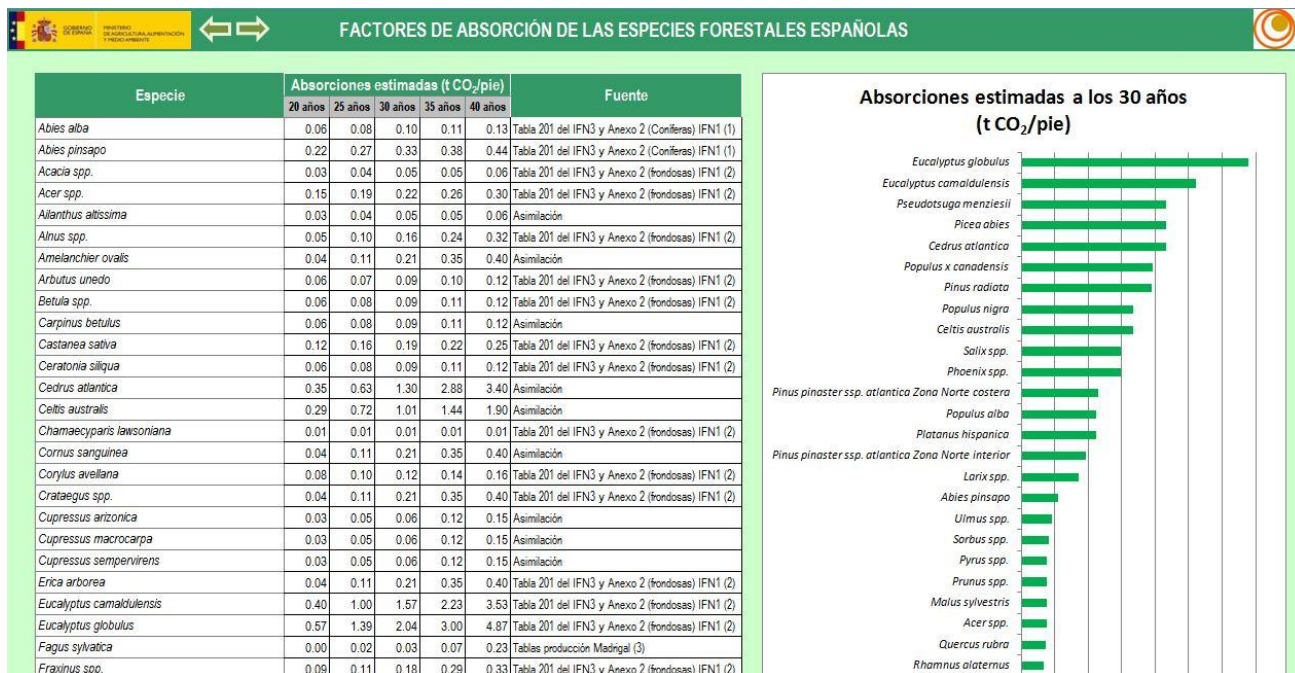 GOBIERNO
DE ESPAÑA
MINISTERIO
DE AGRICULTURA, ALIMENTACIÓN
Y MEDIO AMBIENTE
FACTORES DE ABSORCIÓN DE LAS ESPECIES FORESTALES ESPAÑOLAS
Especie Absorciones estimadas (t CO2/pie) Fuente
20 años 25 años 30 años 35 años 40 años
Abies alba 0.06 0.08 0.10 0.11 0.13 Tabla 201 del IFN3 y Anexo 2 (Coníferas) IFN1 (1)
Abies pinsapo 0.22 0.27 0.33 0.38 0.44 Tabla 201 del IFN3 y Anexo 2 (Coníferas) IFN1 (1)
Acacia spp. 0.03 0.04 0.05 0.05 0.06 Tabla 201 del IFN3 y Anexo 2 (frondosas) IFN1 (2)
Acer spp. 0.15 0.19 0.22 0.26 0.30 Tabla 201 del IFN3 y Anexo 2 (frondosas) IFN1 (2)
Ailanthus altissima 0.03 0.04 0.05 0.05 0.06 Asimilación
Alnus spp. 0.05 0.10 0.16 0.24 0.32 Tabla 201 del IFN3 y Anexo 2 (frondosas) IFN1 (2)
Amelanchier ovalis 0.04 0.11 0.21 0.35 0.40 Asimilación
Arbutus unedo 0.06 0.07 0.09 0.10 0.12 Tabla 201 del IFN3 y Anexo 2 (frondosas) IFN1 (2)
Betula spp. 0.06 0.08 0.09 0.11 0.12 Tabla 201 del IFN3 y Anexo 2 (frondosas) IFN1 (2)
Carpinus betulus 0.06 0.08 0.09 0.11 0.12 Asimilación
Castanea sativa 0.12 0.16 0.19 0.22 0.25 Tabla 201 del IFN3 y Anexo 2 (frondosas) IFN1 (2)
Ceratonia siliqua 0.06 0.08 0.09 0.11 0.12 Tabla 201 del IFN3 y Anexo 2 (frondosas) IFN1 (2)
Cedrus atlantica 0.35 0.63 1.30 2.88 3.40 Asimilación
Celtis australis 0.29 0.72 1.01 1.44 1.90 Asimilación
Chamaecyparis lawsoniana 0.01 0.01 0.01 0.01 0.01 Tabla 201 del IFN3 y Anexo 2 (frondosas) IFN1 (2)
Cornus sanguinea 0.04 0.11 0.21 0.35 0.40 Asimilación
Corylus avellana 0.08 0.10 0.12 0.14 0.16 Tabla 201 del IFN3 y Anexo 2 (frondosas) IFN1 (2)
Crataegus spp. 0.04 0.11 0.21 0.35 0.40 Tabla 201 del IFN3 y Anexo 2 (frondosas) IFN1 (2)
Cupressus arizonica 0.03 0.05 0.06 0.12 0.15 Asimilación
Cupressus macrocarpa 0.03 0.05 0.06 0.12 0.15 Asimilación
Cupressus sempervirens 0.03 0.05 0.06 0.12 0.15 Asimilación
Erica arborea 0.04 0.11 0.21 0.35 0.40 Tabla 201 del IFN3 y Anexo 2 (frondosas) IFN1 (2)
Eucalyptus camaldulensis 0.40 1.00 1.57 2.23 3.53 Tabla 201 del IFN3 y Anexo 2 (frondosas) IFN1 (2)
Eucalyptus globulus 0.57 1.39 2.04 3.00 4.87 Tabla 201 del IFN3 y Anexo 2 (frondosas) IFN1 (2)
Fagus sylvatica 0.00 0.02 0.03 0.07 0.23 Tablas producción Madrigal (3)
Fraxinus spp. 0.09 0.11 0.18 0.29 0.33 Tabla 201 del IFN3 y Anexo 2 (frondosas) IFN1 (2)
Absorciones estimadas a los 30 años
(t CO2/pie)
Eucalyptus globulus
Eucalyptus camaldulensis
Pseudotsuga menziesii
Picea abies
Cedrus atlantica
Populus x canadensis
Pinus radiata
Populus nigra
Celtis australis
Salix spp.
Phoenix spp.
Pinus pinaster ssp. atlantica Zona Norte costera
Populus alba
Platanus hispanica
Pinus pinaster ssp. atlantica Zona Norte interior
Larix spp.
Abies pinsapo
Ulmus spp.
Sorbus spp.
Pyrus spp.
Prunus spp.
Malus sylvestris
Acer spp.
Quercus rubra
Rhamnus alaternus